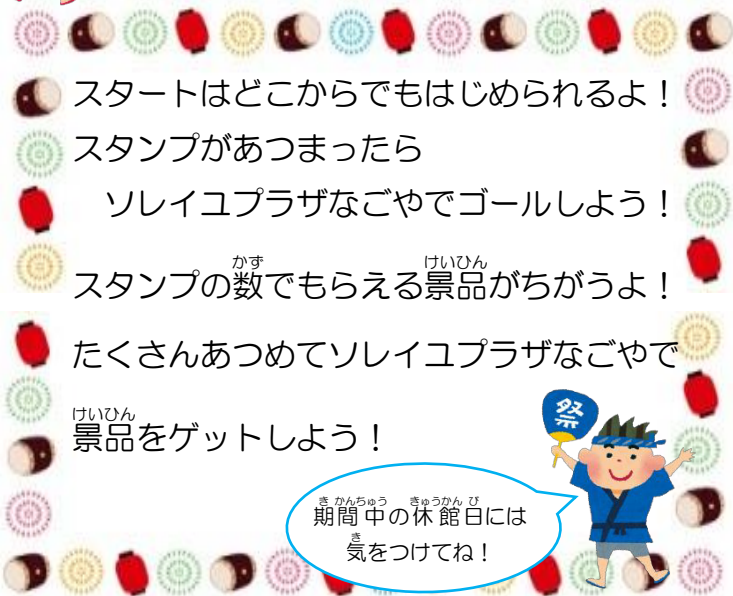 スタートはどこからでもはじめられるよ！
スタンプがあつまったら
ソレイユプラザなごやでゴールしよう！
かず けいひん
スタンプの数でもらえる景品がちがうよ！
たくさんあつめてソレイユプラザなごやで
けいひん
景品をゲットしよう！
祭
き かんちゅう きゅうかん び
期間中の休館日には
き
気をつけてね！